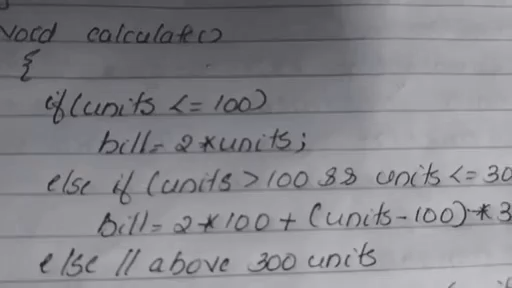 void calculate()
{
if(units <= 100)
bill= 2*units;
else if (units > 100 && units <= 30
bill= 2*100 + (units-100)*3
else // above 300 units